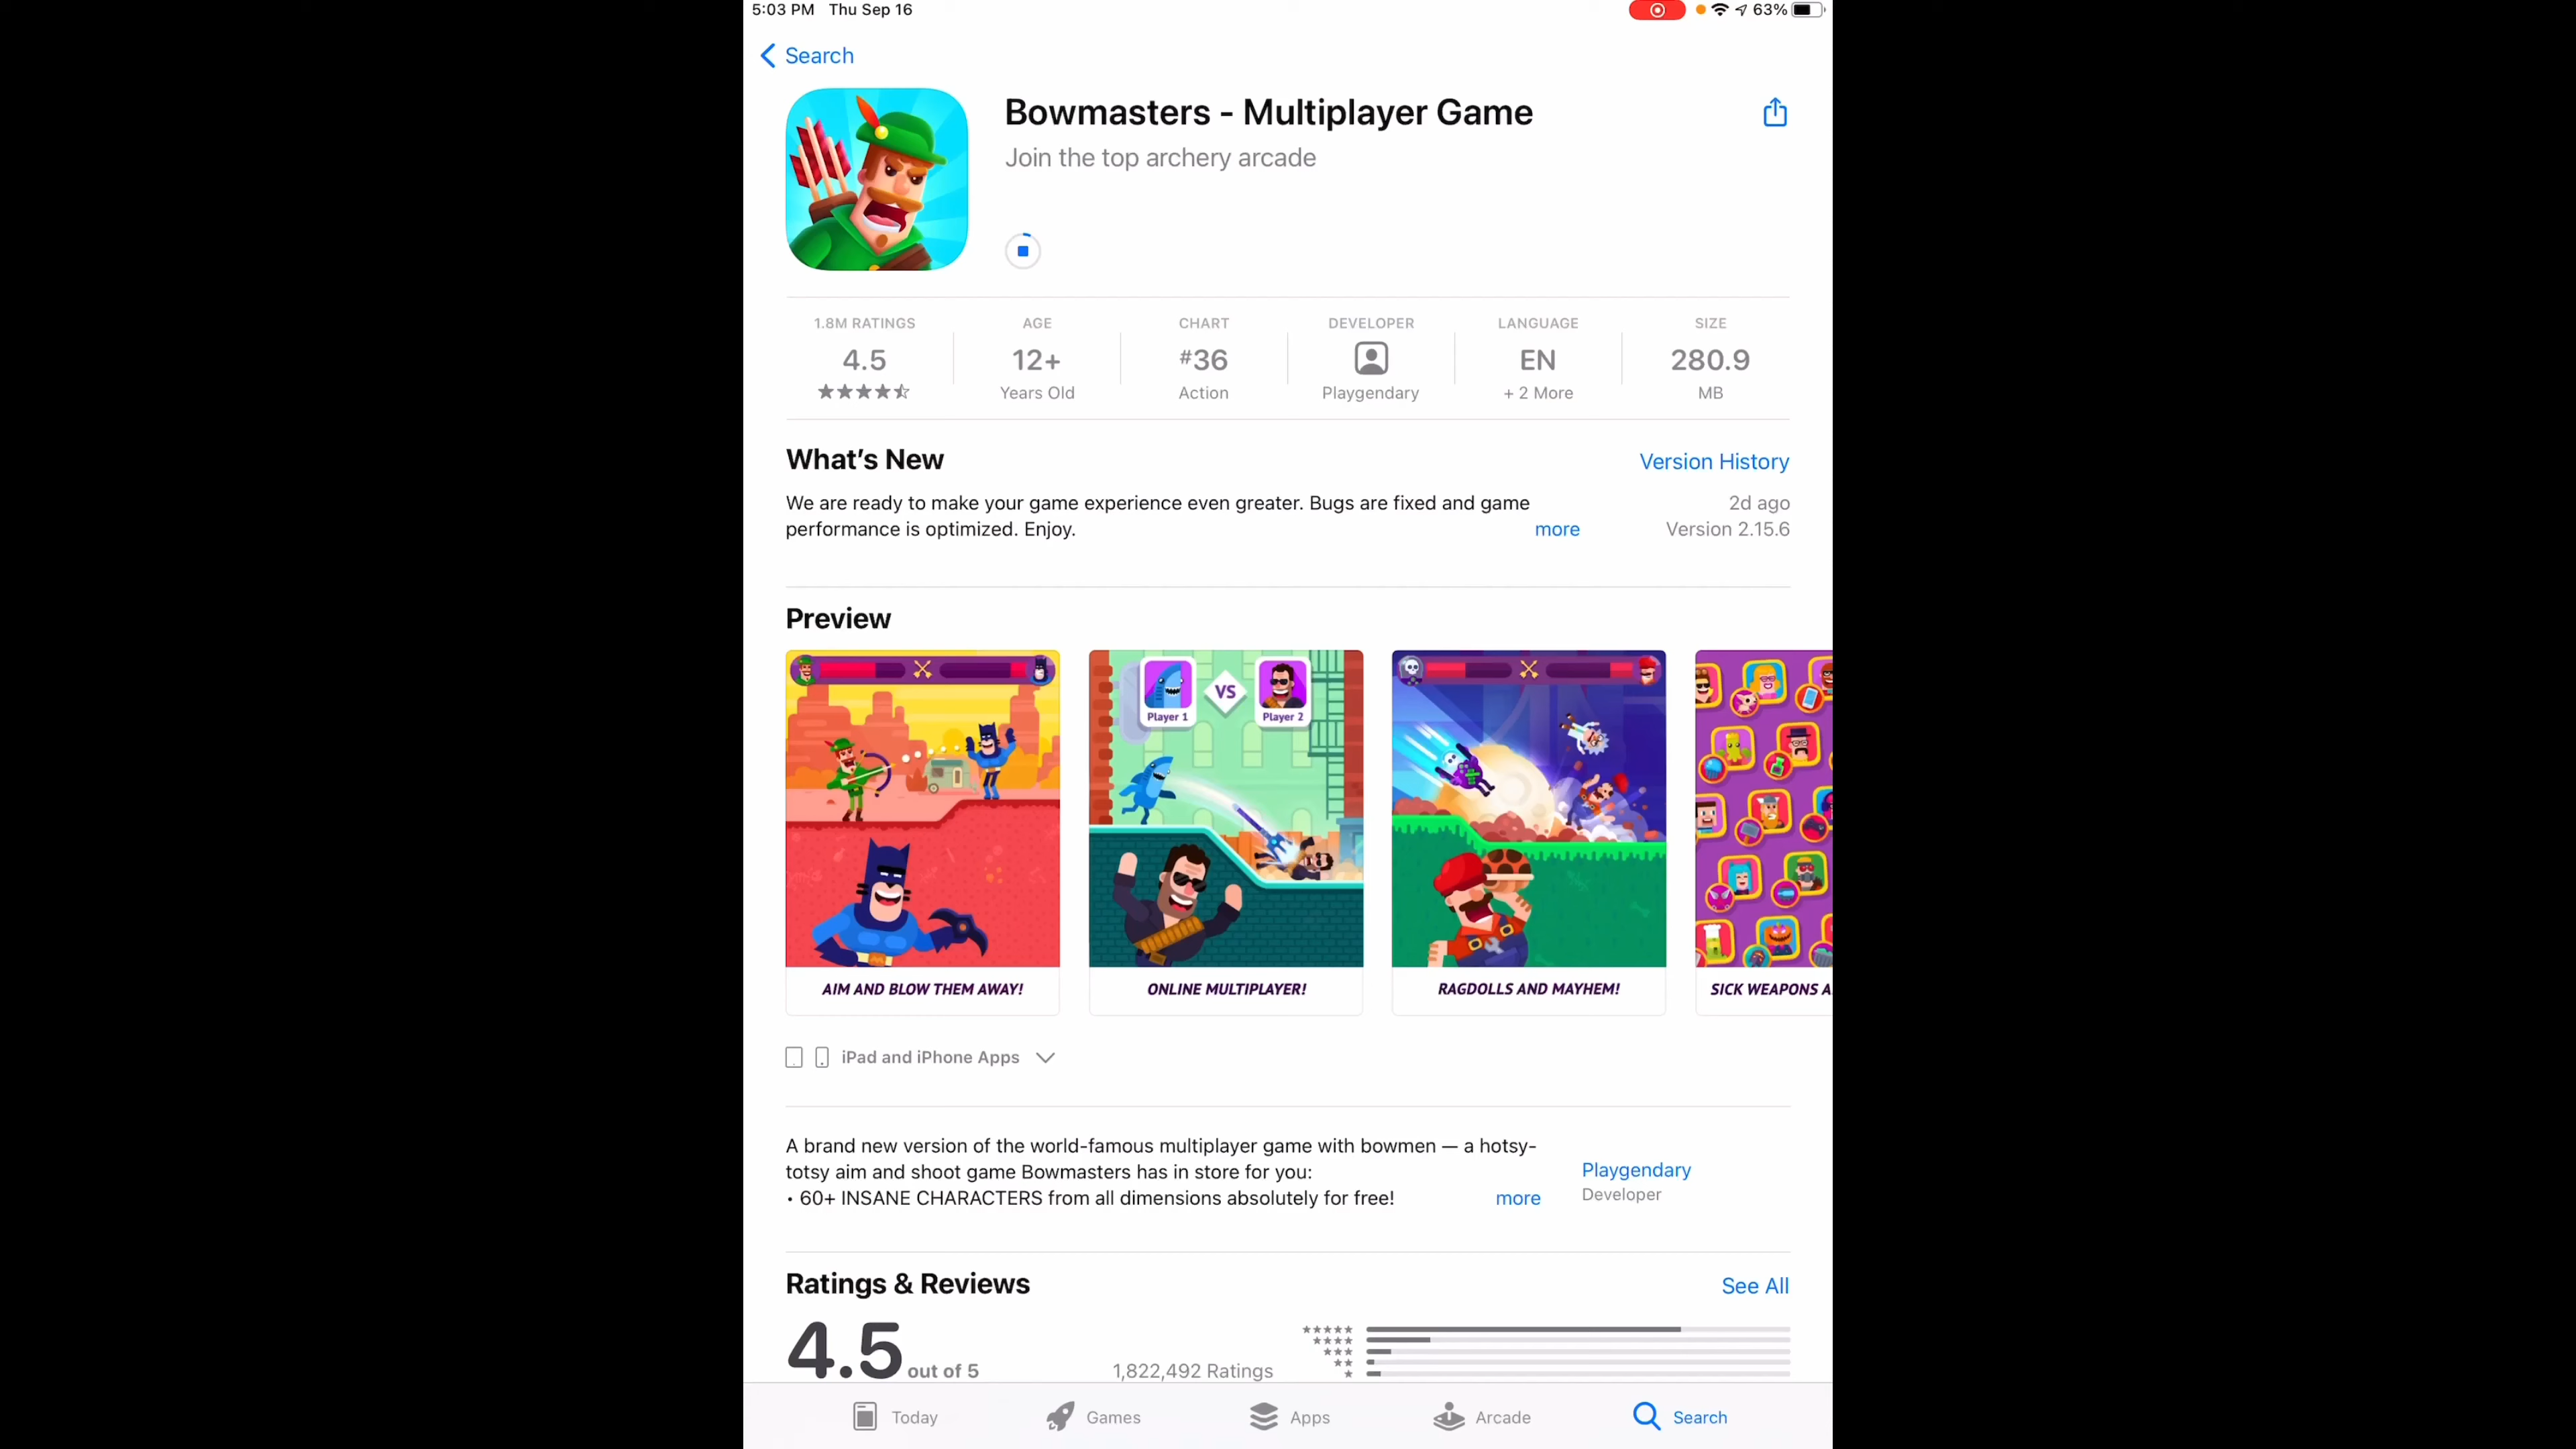 5:03 PM Thu Sep 16
63%
Search
Bowmasters - Multiplayer Game
Join the top archery arcade
1.8M RATINGS
4.5
AGE
12+
Years Old
CHART
#36
Action
DEVELOPER
Playgendary
LANGUAGE
EN
+ 2 More
SIZE
280.9
MB
What's New
Version History
We are ready to make your game experience even greater. Bugs are fixed and game
performance is optimized. Enjoy.
more
2d ago
Version 2.15.6
Preview
AIM AND BLOW THEM AWAY!
Player 1
VS
Player 2
ONLINE MULTIPLAYER!
RAGDOLLS AND MAYHEM!
SICK WEAPONS A
iPad and iPhone Apps
A brand new version of the world-famous multiplayer game with bowmen — a hotsy-
totsy aim and shoot game Bowmasters has in store for you:
• 60+ INSANE CHARACTERS from all dimensions absolutely for free!
more
Playgendary
Developer
Ratings & Reviews
See All
4.5 out of 5
1,822,492 Ratings
Today
Games
Apps
Arcade
Search